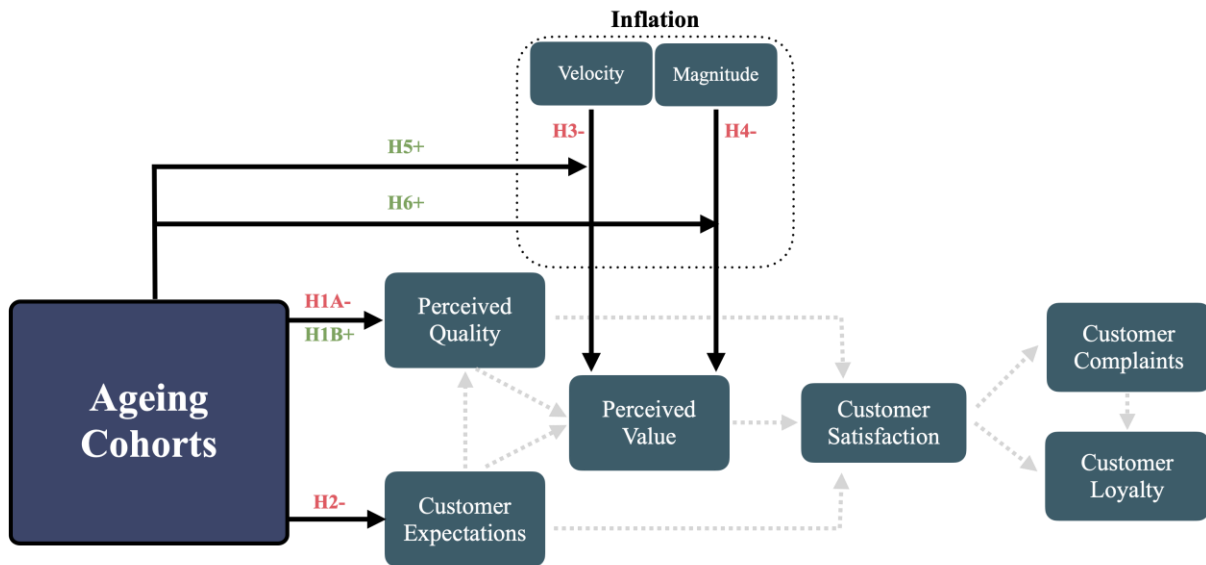 Inflation
Velocity
Magnitude
H3-
H4-
H5+
H6+
H1A-
H1B+
Perceived
Quality
Ageing
Cohorts
Perceived
Value
Customer
Satisfaction
Customer
Complaints
H2-
Customer
Expectations
Customer
Loyalty